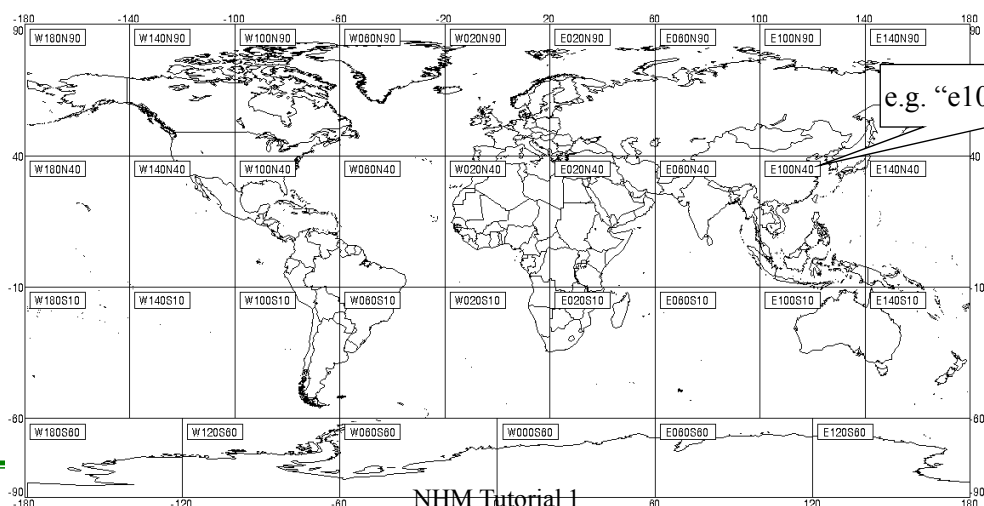 -180 -140 -100 -60 -20 20 60 100 140 180
90 90
W180N90 W140N90 W100N90 W060N90 W020N90 E020N90 E060N90 E100N90 E140N90
e.g. “e10
40 40
W180N40 W140N40 W100N40 W060N40 W020N40 E020N40 E060N40 E100N40 E140N40
-10 -10
W180S10 W140S10 W100S10 W060S10 W020S10 E020S10 E060S10 E100S10 E140S10
-60 -60
W180S60 W120S60 W060S60 W000S60 E060S60 E120S60
-90 -90
-180 -120 -60 0 60 120 180
NHM Tutorial 1